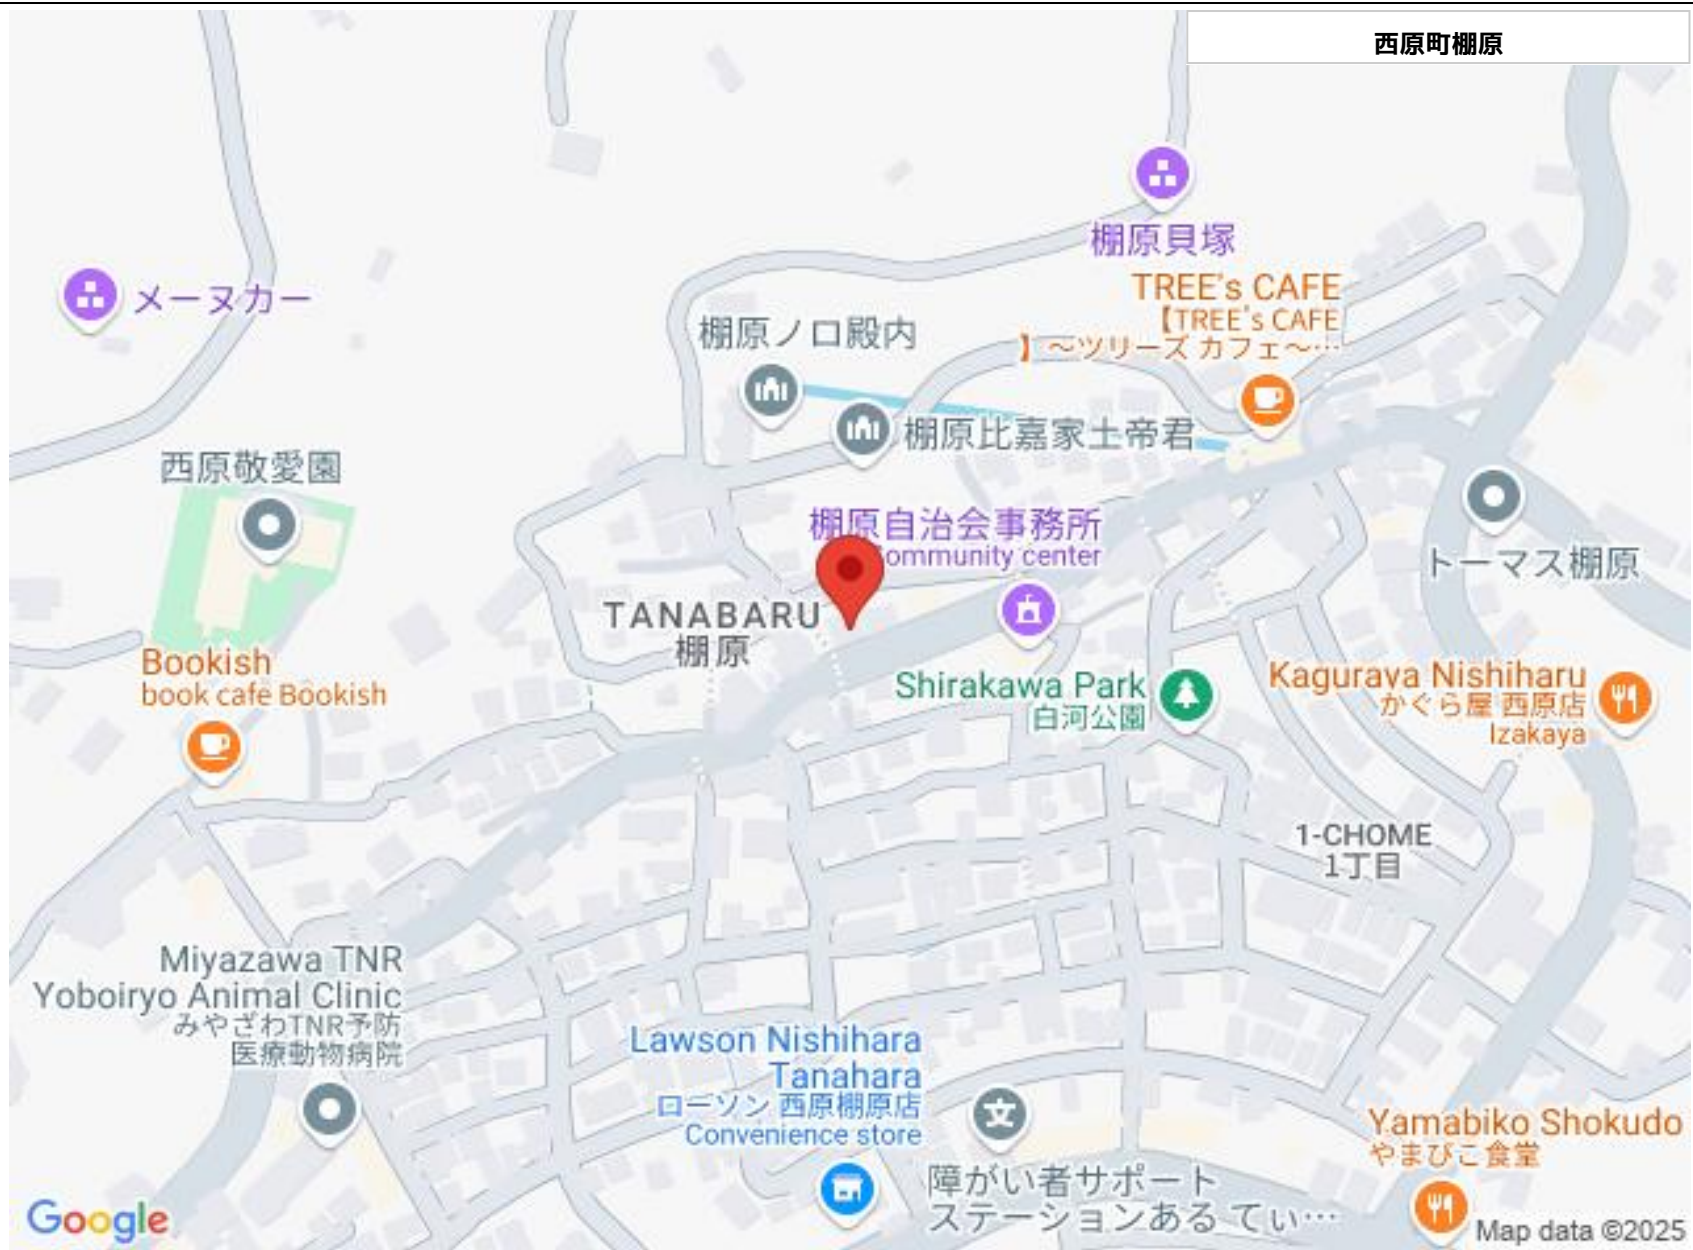 西原町棚原
棚原貝塚
メーヌカー
TREE's CAFE
【TREE's CAFE
】～ツリーズ カフェ～…
棚原ノロ殿内
棚原比嘉家土帝君
西原敬愛園
棚原自治会事務所
ommunity center
トーマス棚原
TANABARU
棚原
Bookish
book cafe Bookish
Shirakawa Park
白河公園
Kagurava Nishiharu
かぐら屋 西原店
Izakaya
1-CHOME
1丁目
Miyazawa TNR
Yoboiryo Animal Clinic
みやざわTNR予防
医療動物病院
Lawson Nishihara
Tanahara
ローソン 西原棚原店
Convenience store
文
障がい者サポート
ステーションある てぃ…
Yamabiko Shokudo
やまびこ食堂
Google
Map data ©2025